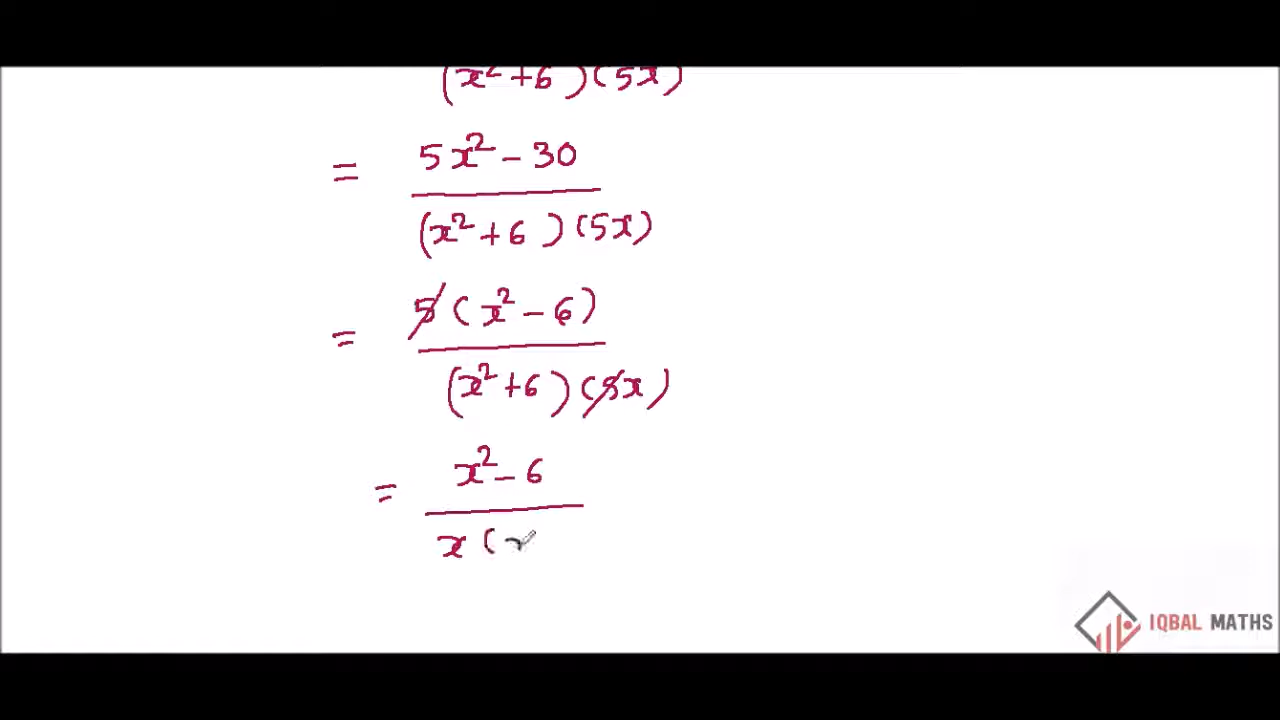 (x²+6)(5x)
= 5x² - 30
(x²+6)(5x)
= 5(x² - 6)
(x²+6)(5x)
= x² - 6
x(x
IQBAL MATHS